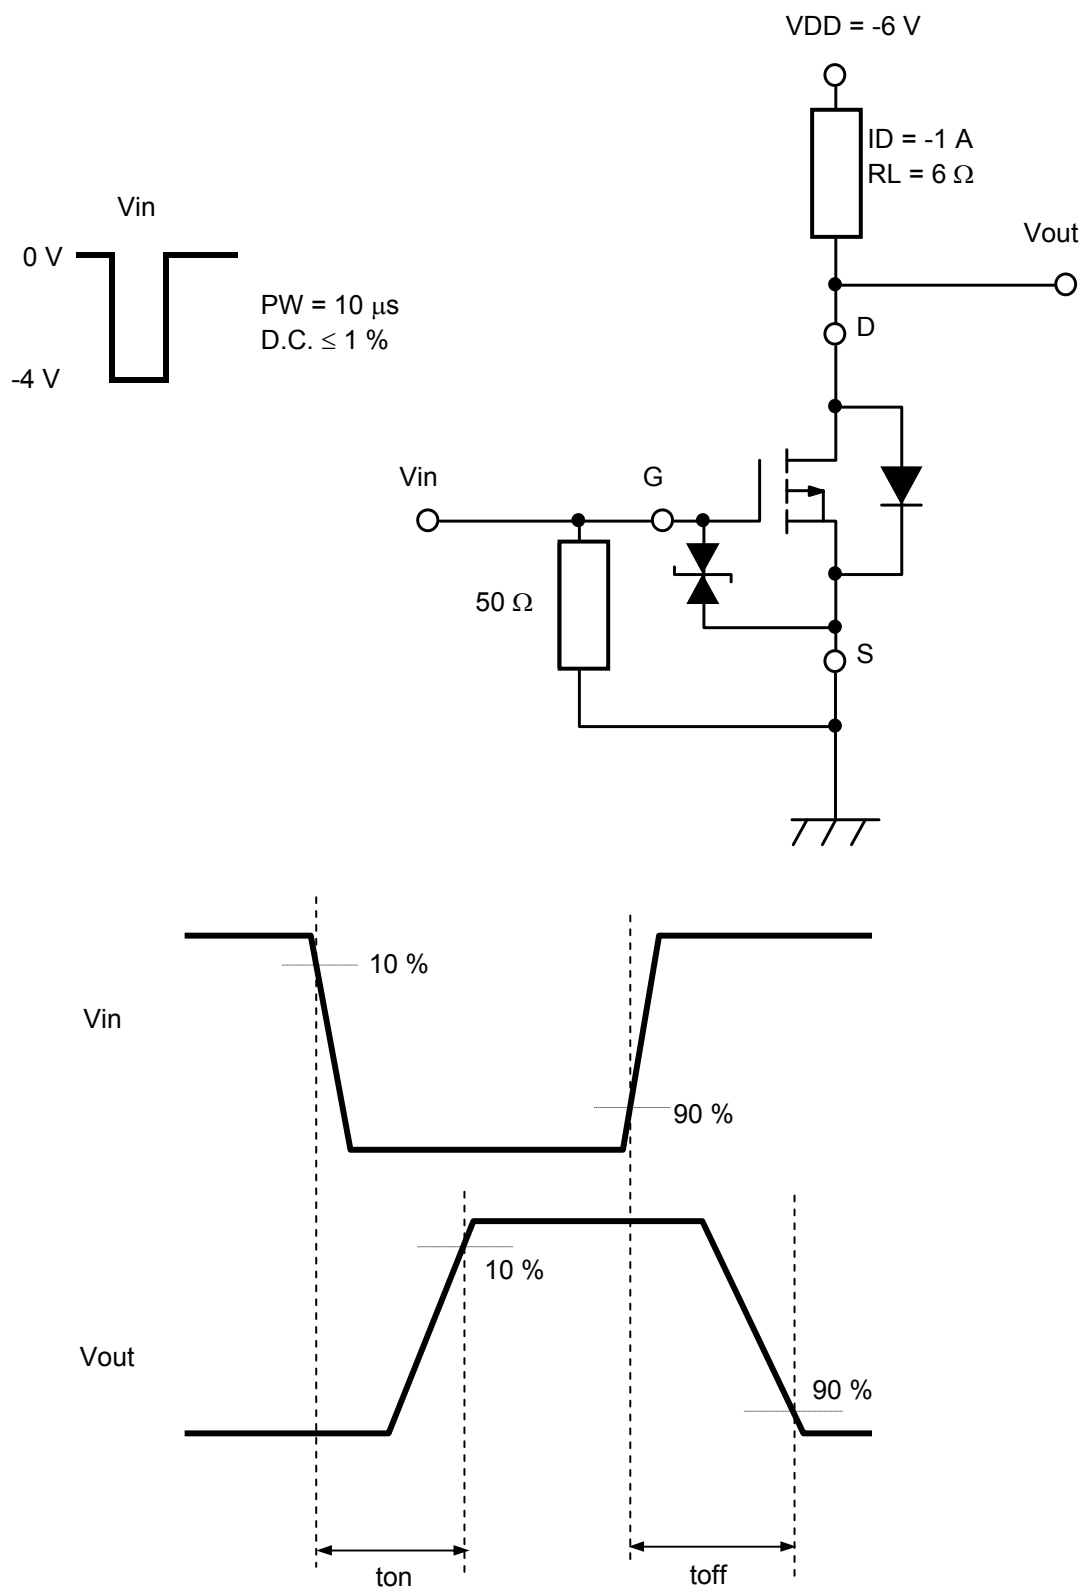 VDD = -6 V
ID = -1 A
RL = 6 Ω
Vin
Vout
0 V
PW = 10 μs
D.C. ≤ 1 %
D
-4 V
Vin
G
50 Ω
S
10 %
Vin
90 %
10 %
Vout
90 %
ton
toff